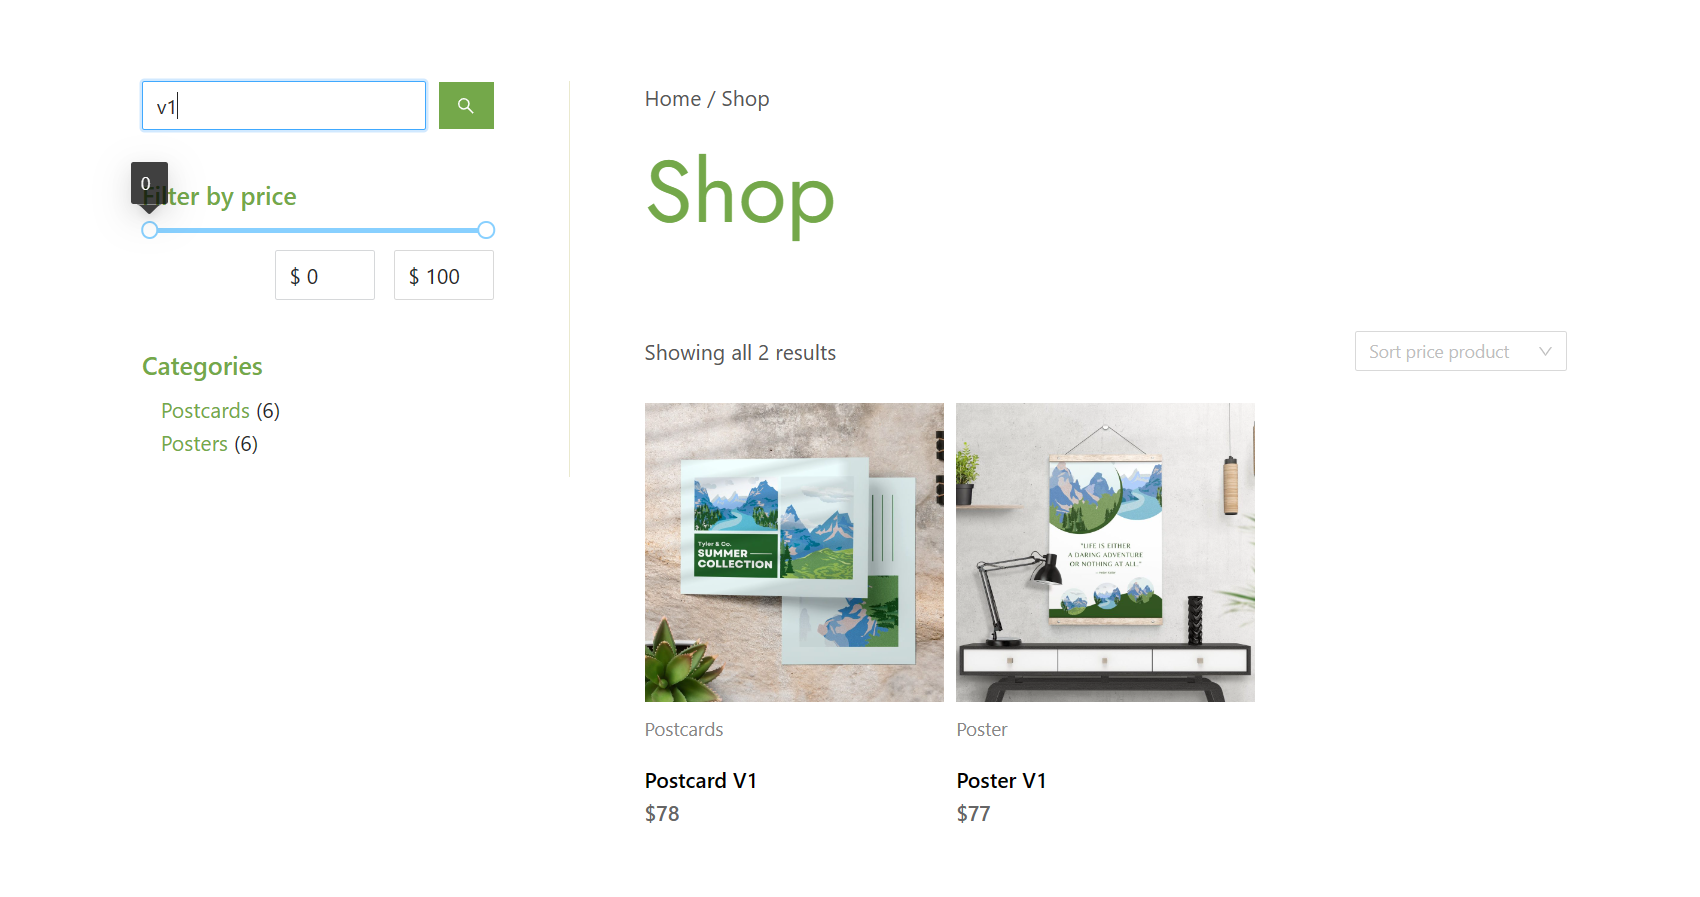 v1
0
Filter by price
$ 0
$ 100
Categories
Postcards (6)
Posters (6)
Home / Shop
Shop
Showing all 2 results
Sort price product
Tyler & Co.
SUMMER
COLLECTION
"LIFE IS EITHER
A DARING ADVENTURE
OR NOTHING AT ALL."
Postcards
Postcard V1
$78
Poster
Poster V1
$77